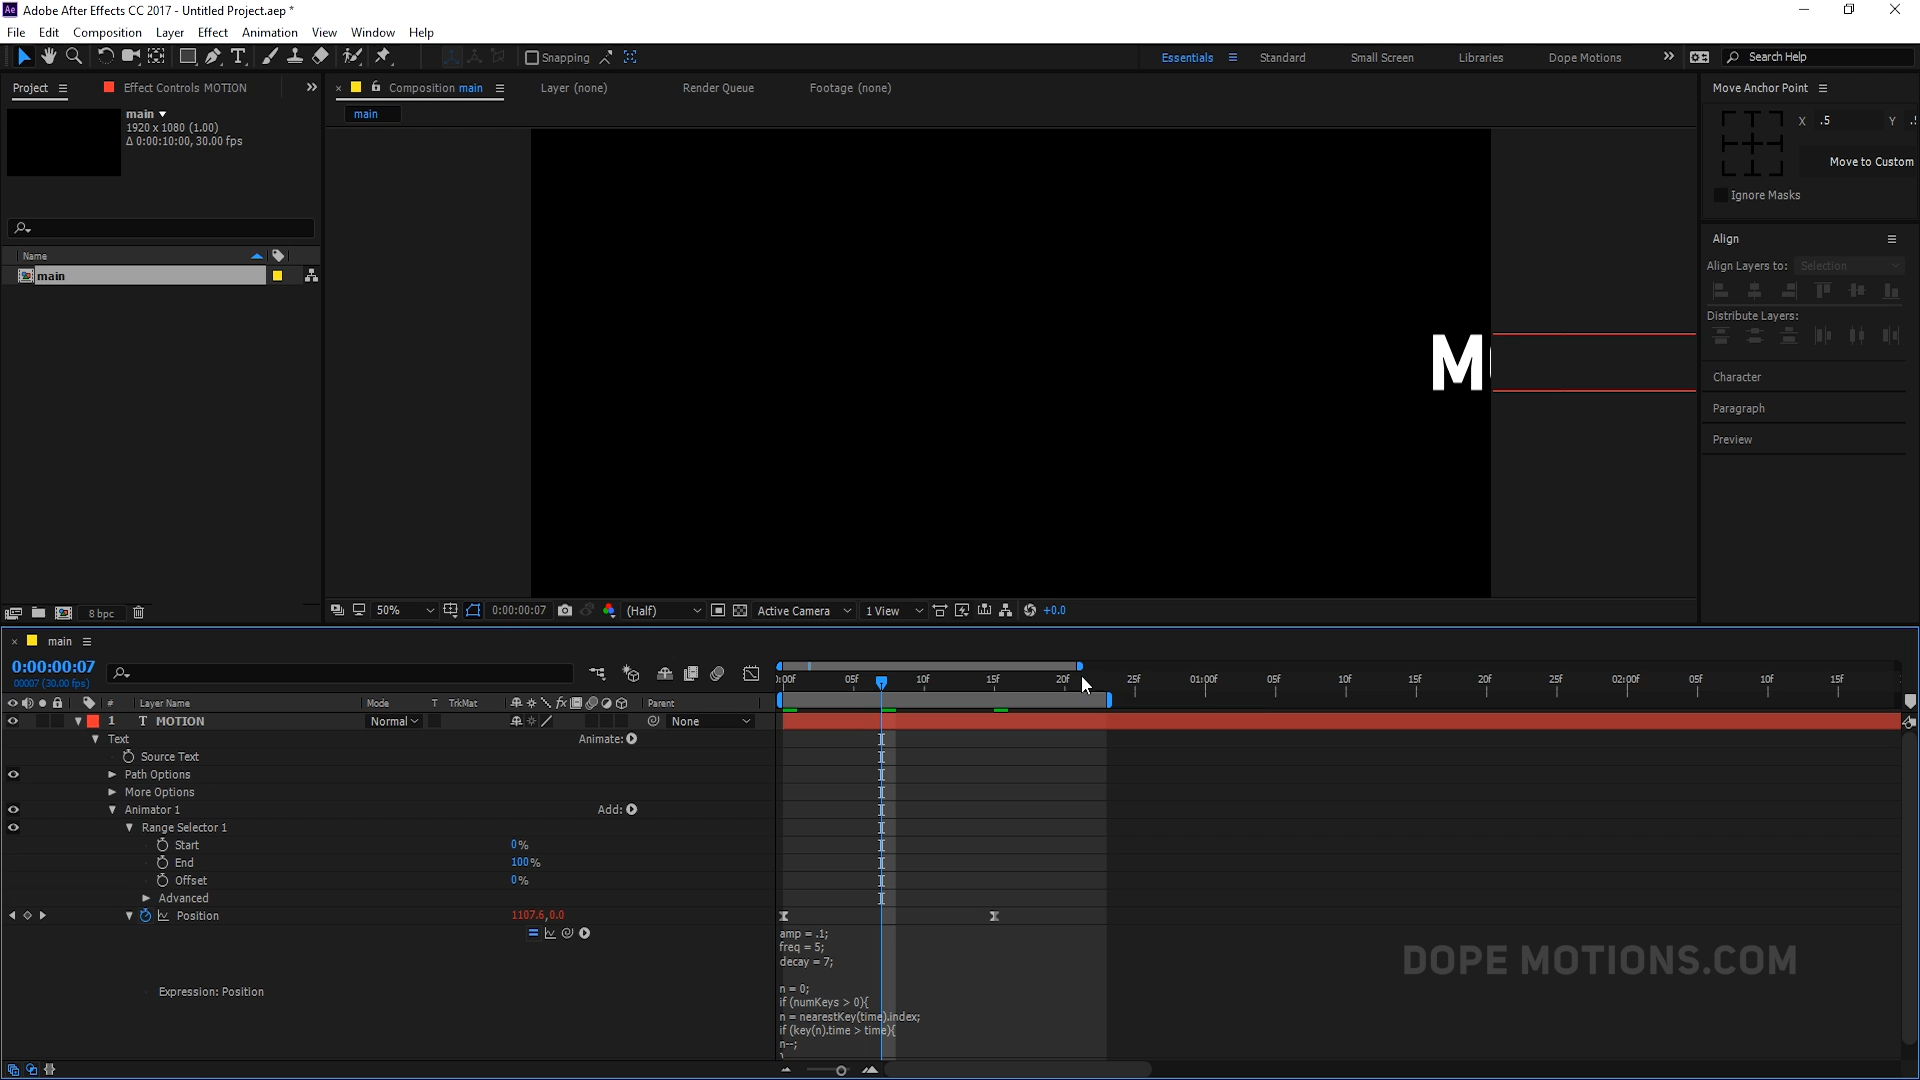 Adobe After Effects CC 2017 - Untitled Project.aep *
File Edit Composition Layer Effect Animation View Window Help
Snapping
Essentials Standard Small Screen Libraries Dope Motions Search Help
Project Effect Controls MOTION
Composition main Layer (none) Render Queue Footage (none)
Move Anchor Point
main
1920 x 1080 (1.00)
Δ 0:00:10:00, 30.00 fps
main
X .5 Y
Move to Custom
Ignore Masks
Align
Align Layers to: Selection
Distribute Layers:
Character
Paragraph
Preview
Name
main
M
8 bpc
50% 0:00:00:07 (Half) Active Camera 1 View +0.0
main
0:00:00:07
00007 (30.00 fps)
:00f 05f 10f 15f 20f 25f 01:00f 05f 10f 15f 20f 25f 02:00f 05f 10f 15f
# Layer Name Mode T TrkMat Parent
1 T MOTION Normal None
Text Animate:
Source Text
Path Options
More Options
Animator 1 Add:
Range Selector 1
Start 0%
End 100%
Offset 0%
Advanced
Position 1107.6,0.0
Expression: Position
amp = .1;
freq = 5;
decay = 7;
n = 0;
if (numKeys > 0){
n = nearestKey(time).index;
if (key(n).time > time){
n--;
}
DOPE MOTIONS.COM